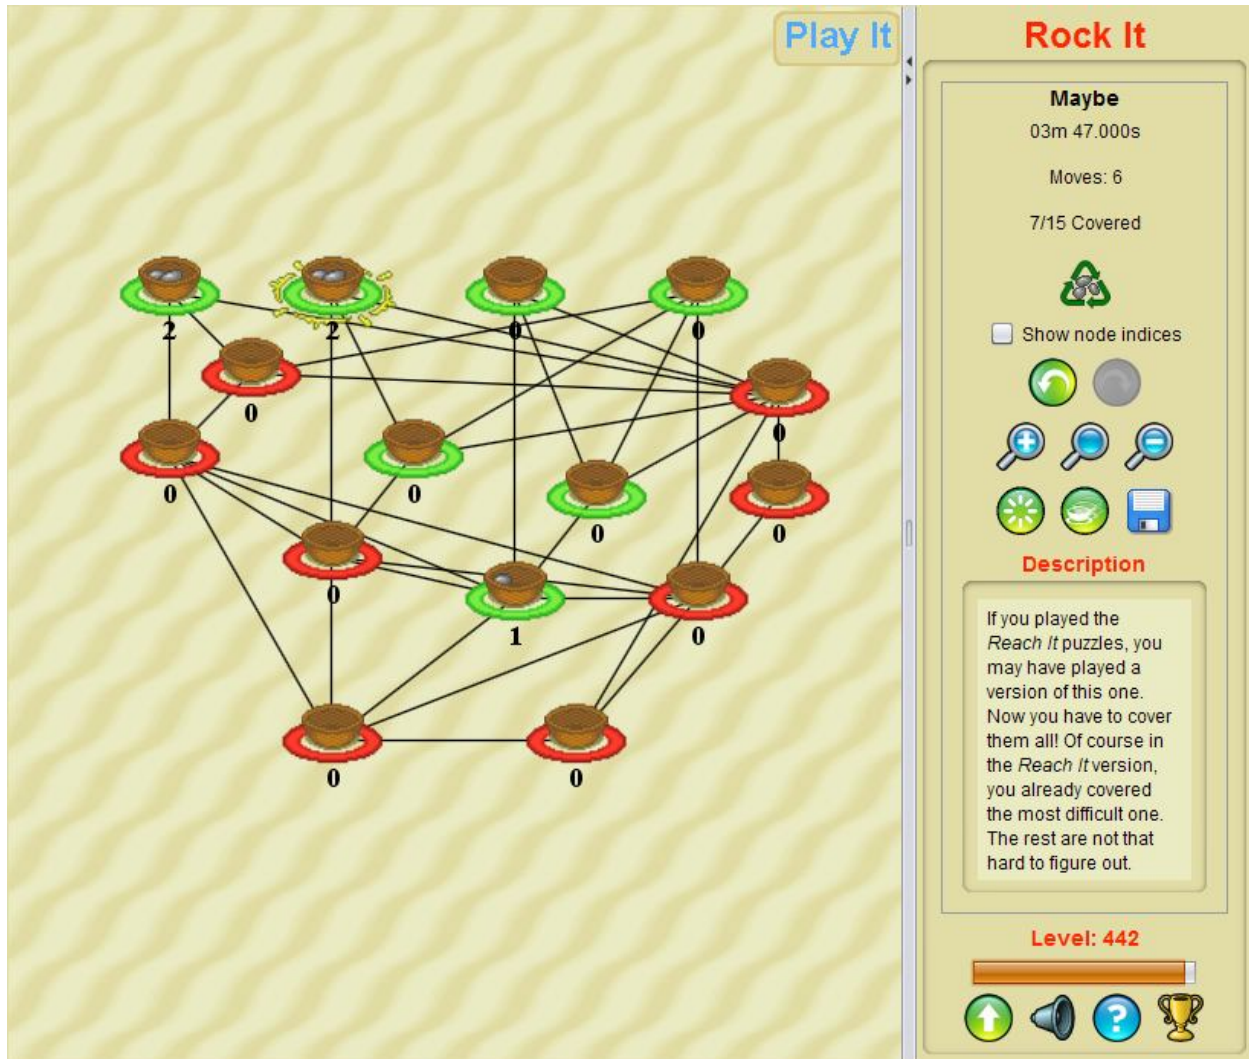 Play It
Rock It
Maybe
03m 47.000s
Moves: 6
7/15 Covered
2
2
0
0
Show node indices
0
0
0
0
0
0
0
0
1
0
0
0
Description
If you played the
Reach It puzzles, you
may have played a
version of this one.
Now you have to cover
them all! Of course in
the Reach It version,
you already covered
the most difficult one.
The rest are not that
hard to figure out.
Level: 442
?